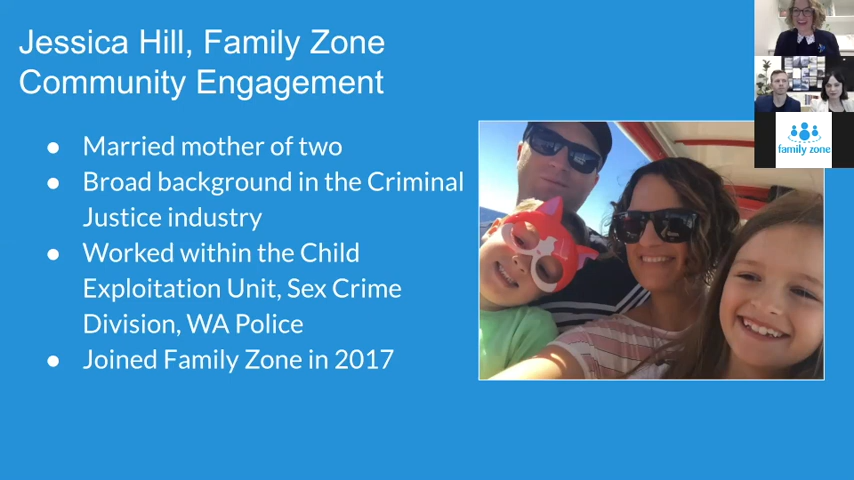 Jessica Hill, Family Zone
Community Engagement
● Married mother of two
● Broad background in the Criminal
Justice industry
● Worked within the Child
Exploitation Unit, Sex Crime
Division, WA Police
● Joined Family Zone in 2017
family zone